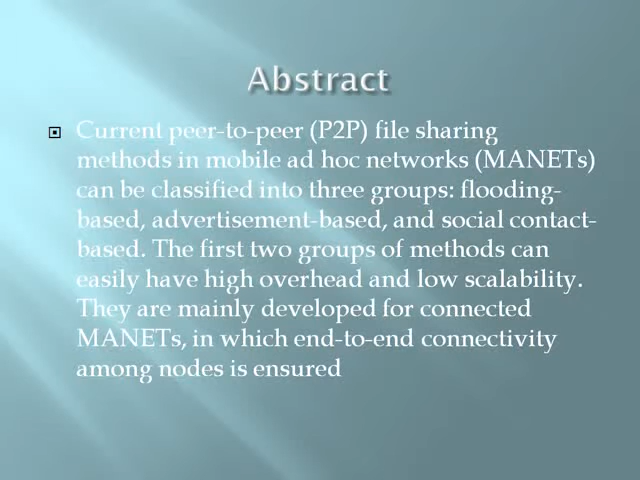 Abstract
Current peer-to-peer (P2P) file sharing
methods in mobile ad hoc networks (MANETs)
can be classified into three groups: flooding-
based, advertisement-based, and social contact-
based. The first two groups of methods can
easily have high overhead and low scalability.
They are mainly developed for connected
MANETs, in which end-to-end connectivity
among nodes is ensured